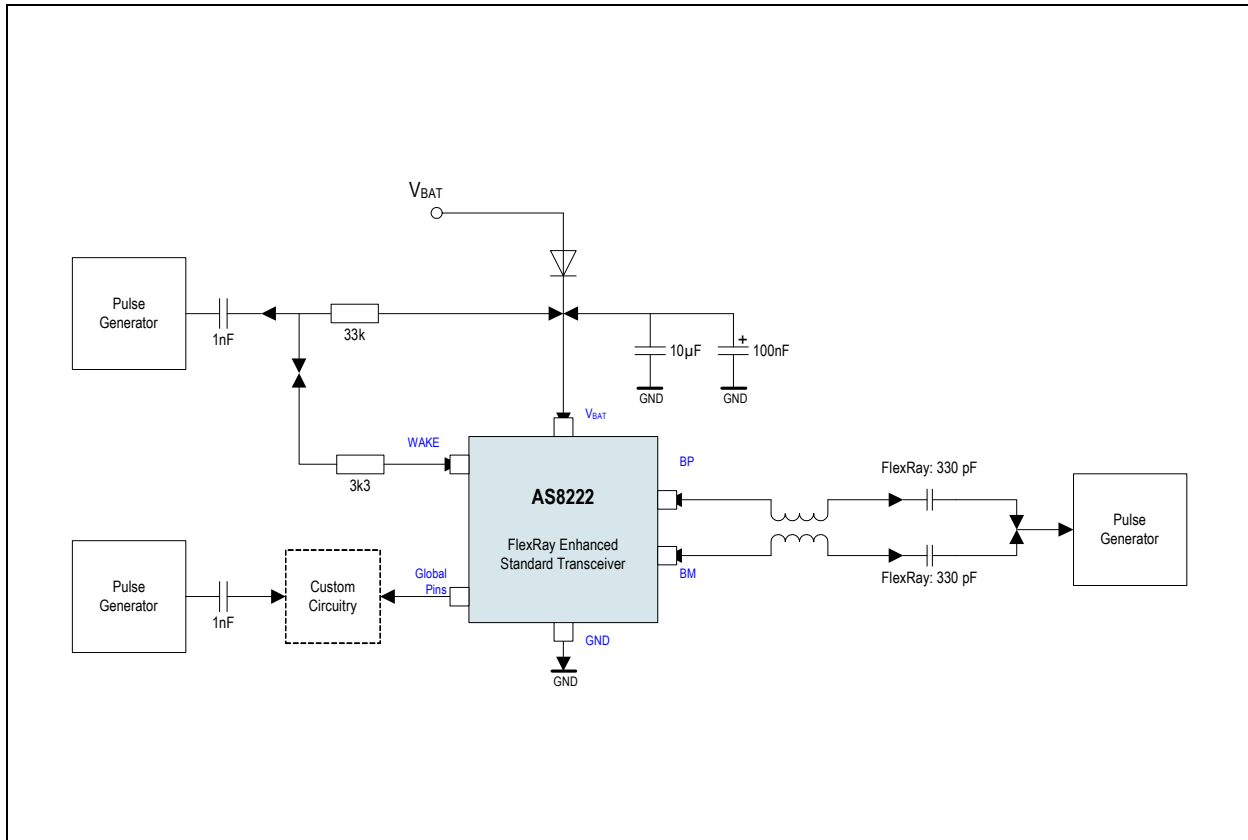 VBAT
Pulse
Generator
1nF
33k
10µF
+
100nF
GND
GND
VBAT
WAKE
3k3
BP
FlexRay: 330 pF
AS8222
FlexRay Enhanced
Standard Transceiver
Pulse
Generator
BM
FlexRay: 330 pF
Global
Pins
Pulse
Generator
1nF
Custom
Circuitry
GND
GND